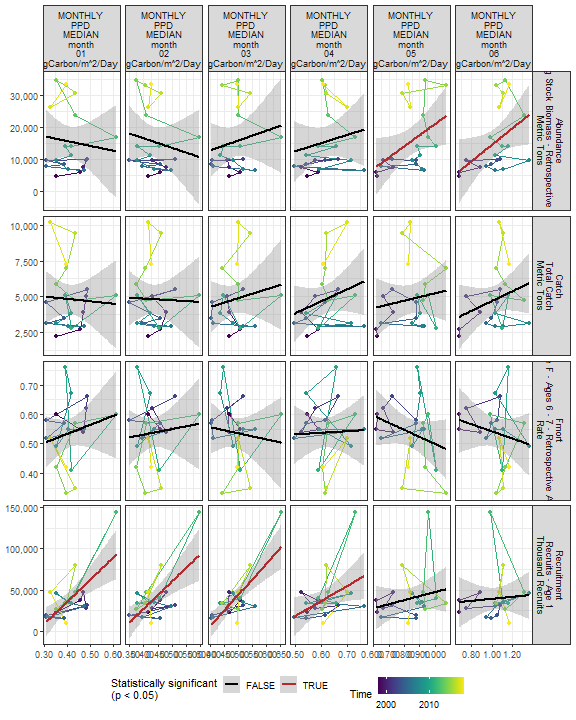 MONTHLY MONTHLY MONTHLY MONTHLY MONTHLY MONTHLY
PPD PPD PPD PPD PPD PPD
MEDIAN MEDIAN MEDIAN MEDIAN MEDIAN MEDIAN
month month month month month month
01 02 03 04 05 06
gCarbon/m^2/Day gCarbon/m^2/Day gCarbon/m^2/Day gCarbon/m^2/Day gCarbon/m^2/Day gCarbon/m^2/Day
30,000
20,000
10,000
0
Abundance
Stock Biomass - Retrospective
Metric Tons
10,000
7,500
5,000
2,500
Catch
Total Catch
Metric Tons
0.70
0.60
0.50
0.40
Fmort
F - Ages 6 - 7 - Retrospective
Rate
150,000
100,000
50,000
0
Recruitment
Recruits - Age 1
Thousand Recruits
0.30 0.40 0.50 0.50 0.60 0.70 0.80 1.00 1.20
Statistically significant
(p < 0.05)
FALSE TRUE
Time
2000 2010